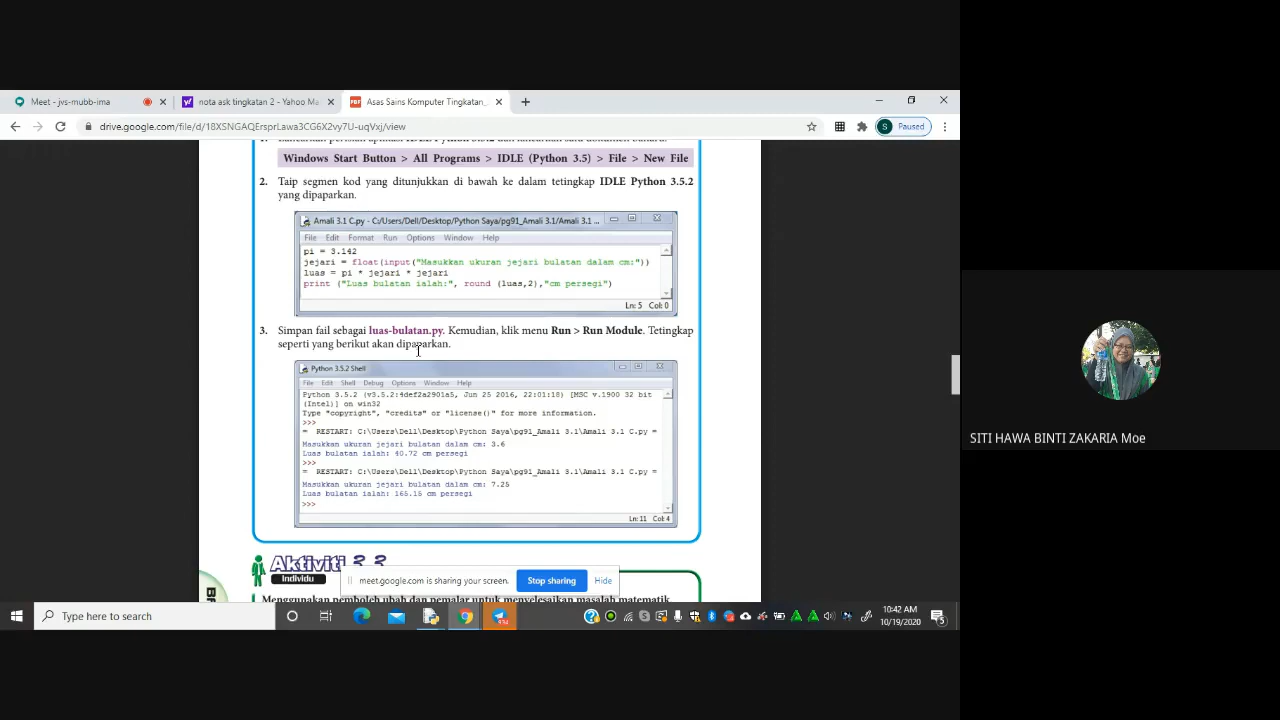 Meet - jvs-mubb-ima
nota ask tingkatan 2 - Yahoo Ma
Asas Sains Komputer Tingkatan_
drive.google.com/file/d/18XSNGAQErsprLawa3CG6X2vy7U-uqVxj/view
S
Paused
Windows Start Button > All Programs > IDLE (Python 3.5) > File > New File
2. Taip segmen kod yang ditunjukkan di bawah ke dalam tetingkap IDLE Python 3.5.2
yang dipaparkan.
Amali 3.1 C.py - C:/Users/Dell/Desktop/Python Saya/pg91_Amali 3.1/Amali 3.1 ...
File Edit Format Run Options Window Help
pi = 3.142
jejari = float(input("Masukkan ukuran jejari bulatan dalam cm:"))
luas = pi * jejari * jejari
print ("Luas bulatan ialah:", round (luas,2),"cm persegi")
Ln: 5 Col: 0
3. Simpan fail sebagai luas-bulatan.py. Kemudian, klik menu Run > Run Module. Tetingkap
seperti yang berikut akan dipaparkan.
Python 3.5.2 Shell
File Edit Shell Debug Options Window Help
Python 3.5.2 (v3.5.2:4def2a2901a5, Jun 25 2016, 22:01:18) [MSC v.1900 32 bit
(Intel)] on win32
Type "copyright", "credits" or "license()" for more information.
>>>
= RESTART: C:\Users\Dell\Desktop\Python Saya\pg91_Amali 3.1\Amali 3.1 C.py =
Masukkan ukuran jejari bulatan dalam cm: 3.6
Luas bulatan ialah: 40.72 cm persegi
>>>
= RESTART: C:\Users\Dell\Desktop\Python Saya\pg91_Amali 3.1\Amali 3.1 C.py =
Masukkan ukuran jejari bulatan dalam cm: 7.25
Luas bulatan ialah: 165.15 cm persegi
>>>
Ln: 11 Col: 4
Aktiviti 3.3
Individu
meet.google.com is sharing your screen.
Stop sharing
Hide
Menggunakan pemboleh ubah dan pemalar untuk menyelesaikan masalah matematik
Type here to search
10:42 AM
10/19/2020
5
SITI HAWA BINTI ZAKARIA Moe